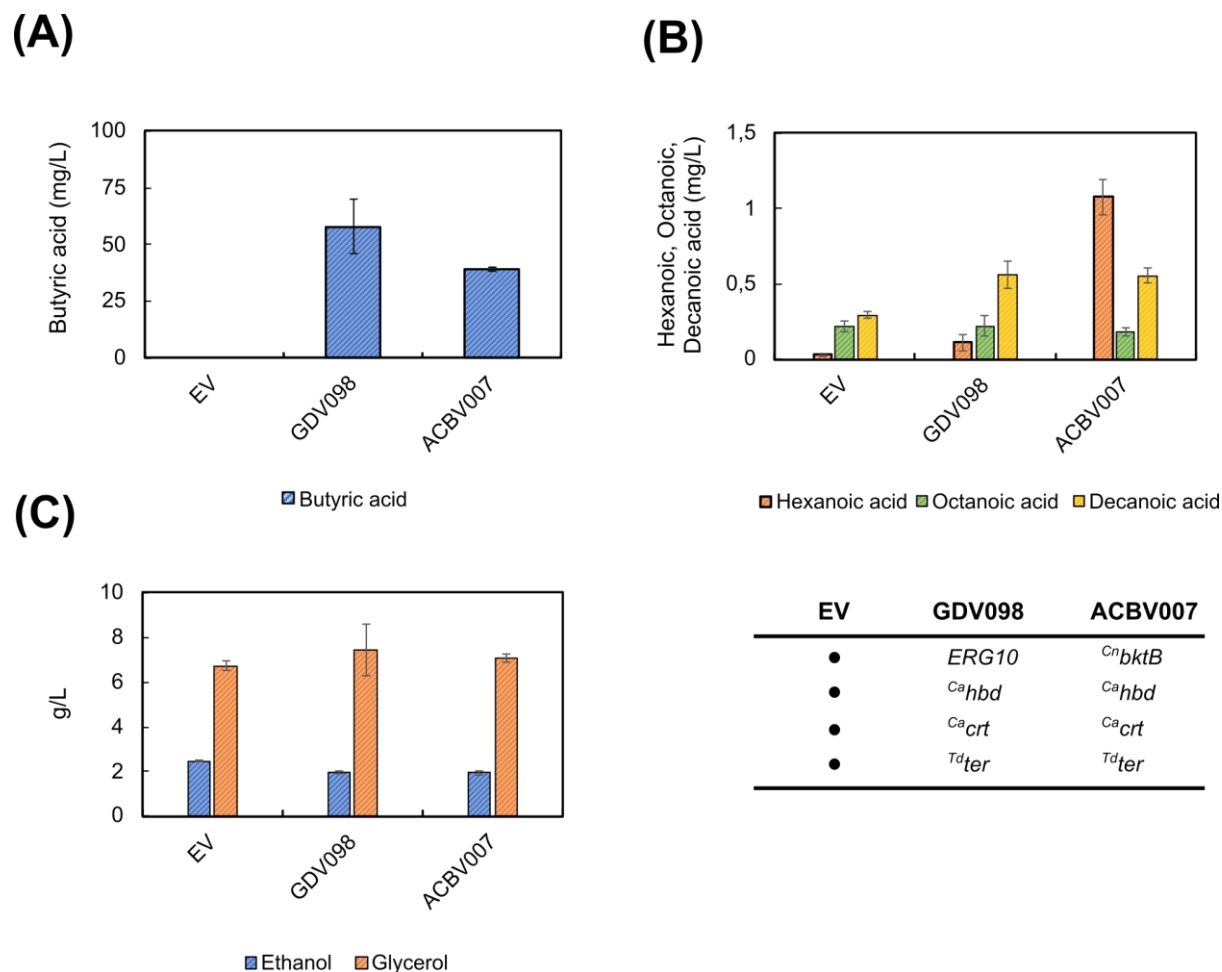 (A)
Butyric acid (mg/L)
100
75
50
25
0
EV
GDV098
ACBV007
Butyric acid
(B)
Hexanoic, Octanoic,
Decanoic acid (mg/L)
1,5
1
0,5
0
EV
GDV098
ACBV007
Hexanoic acid Octanoic acid Decanoic acid
(C)
g/L
10
8
6
4
2
0
EV
GDV098
ACBV007
Ethanol Glycerol
EV GDV098 ACBV007
● ERG10 CnbktB
● Cahbd Cahbd
● Cacrt Cacrt
● Tdter Tdter